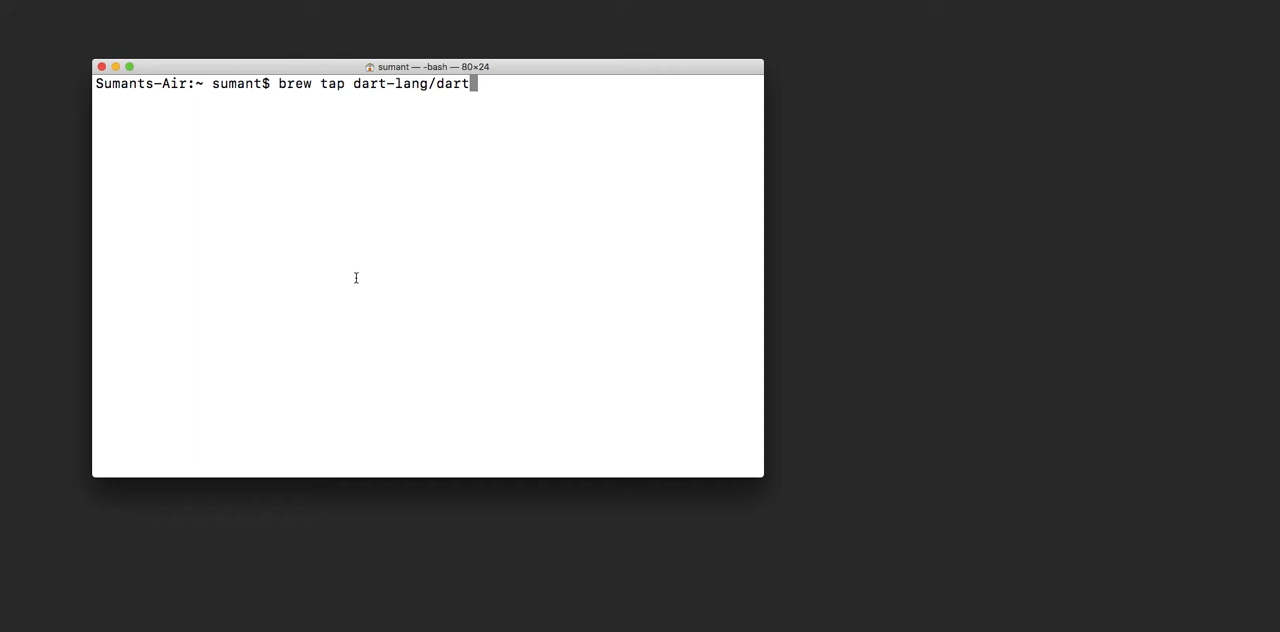 sumant — -bash — 80×24
Sumants-Air:~ sumant$ brew tap dart-lang/dart